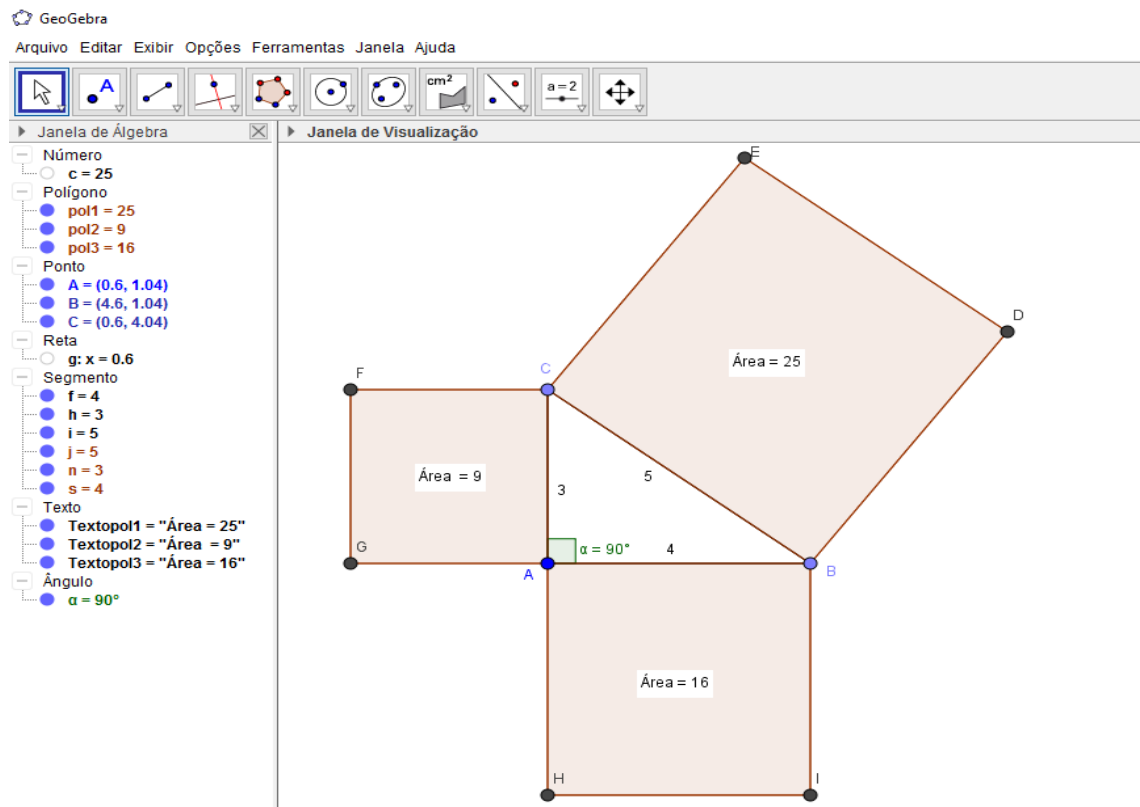 GeoGebra
Arquivo Editar Exibir Opções Ferramentas Janela Ajuda
A
cm²
a = 2
Janela de Álgebra
Número
c = 25
Polígono
pol1 = 25
pol2 = 9
pol3 = 16
Ponto
A = (0.6, 1.04)
B = (4.6, 1.04)
C = (0.6, 4.04)
Reta
g: x = 0.6
Segmento
f = 4
h = 3
i = 5
j = 5
n = 3
s = 4
Texto
Textopol1 = "Área = 25"
Textopol2 = "Área  = 9"
Textopol3 = "Área = 16"
Ângulo
α = 90°
Janela de Visualização
E
D
Área = 25
F
C
Área  = 9
3
5
G
α = 90°
4
A
B
Área = 16
H
I